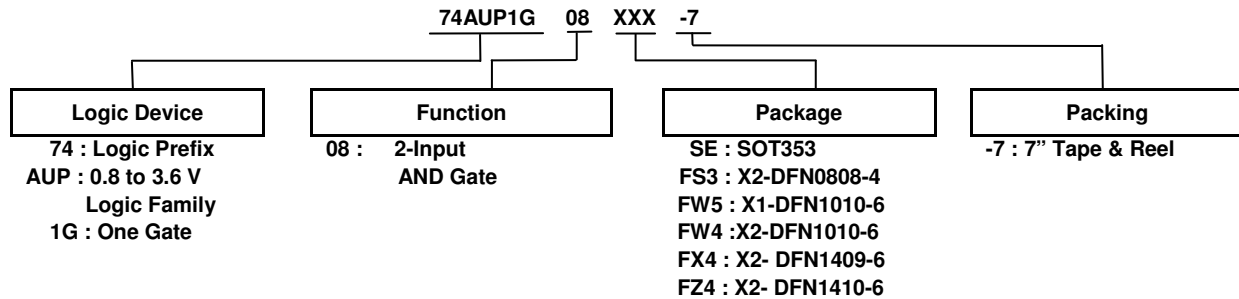 74AUP1G 08 XXX -7
Logic Device
74 : Logic Prefix
AUP : 0.8 to 3.6 V
Logic Family
1G : One Gate
Function
08 : 2-Input
AND Gate
Package
SE : SOT353
FS3 : X2-DFN0808-4
FW5 : X1-DFN1010-6
FW4 :X2-DFN1010-6
FX4 : X2- DFN1409-6
FZ4 : X2- DFN1410-6
Packing
-7 : 7” Tape & Reel